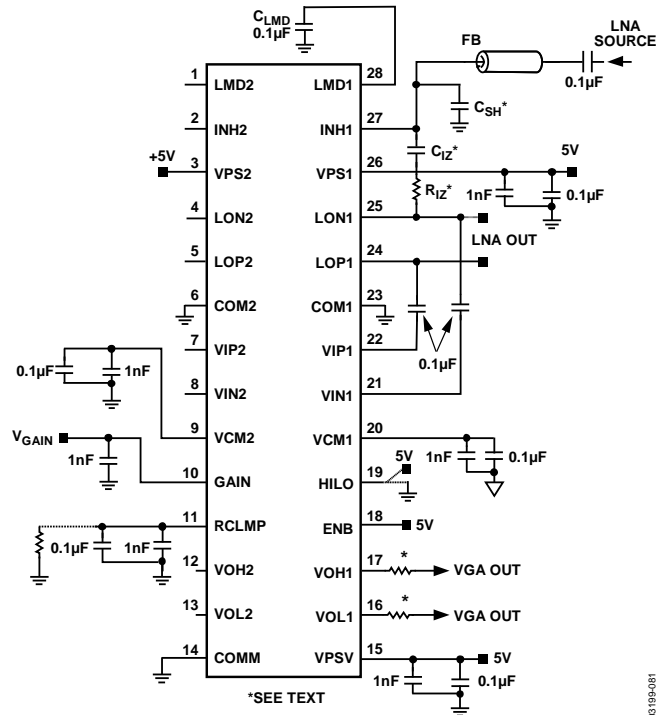 CLMD
0.1µF
FB
LNA
SOURCE
0.1µF
1 LMD2 LMD1 28
CSH*
2 INH2 INH1 27
CIZ*
+5V 3 VPS2 VPS1 26 5V
RIZ*
1nF 0.1µF
4 LON2 LON1 25
LNA OUT
5 LOP2 LOP1 24
6 COM2 COM1 23
7 VIP2 VIP1 22
0.1µF
0.1µF 1nF
8 VIN2 VIN1 21
9 VCM2 VCM1 20
VGAIN
1nF 0.1µF
1nF
5V
10 GAIN HILO 19
11 RCLMP ENB 18 5V
0.1µF 1nF
12 VOH2 VOH1 17 * VGA OUT
13 VOL2 VOL1 16 * VGA OUT
14 COMM VPSV 15 5V
1nF 0.1µF
*SEE TEXT
03199-081